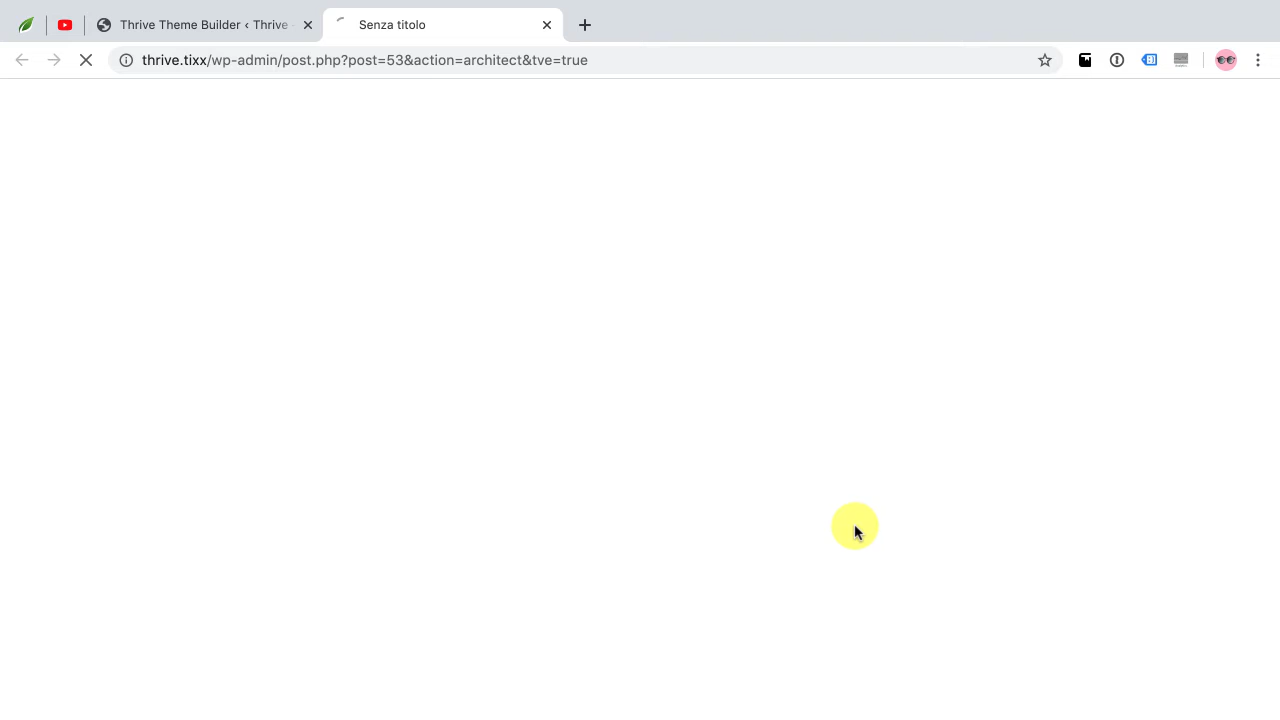 Thrive Theme Builder ‹ Thrive
Senza titolo
thrive.tixx/wp-admin/post.php?post=53&action=architect&tve=true